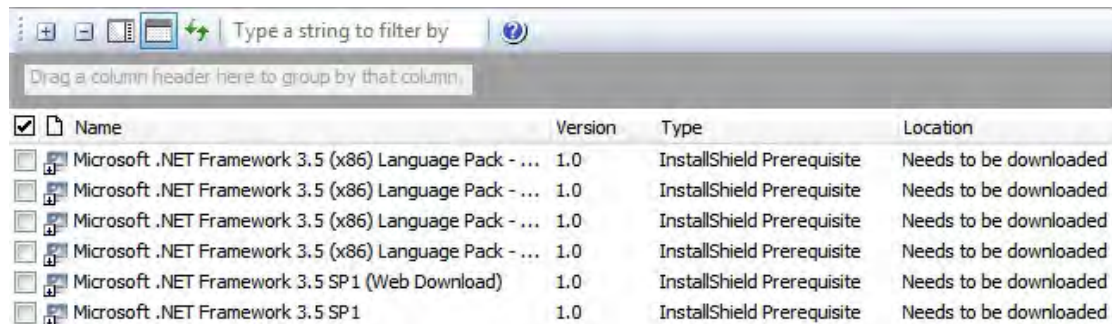 Type a string to filter by
Drag a column header here to group by that column.
Name Version Type Location
Microsoft .NET Framework 3.5 (x86) Language Pack - ... 1.0 InstallShield Prerequisite Needs to be downloaded
Microsoft .NET Framework 3.5 (x86) Language Pack - ... 1.0 InstallShield Prerequisite Needs to be downloaded
Microsoft .NET Framework 3.5 (x86) Language Pack - ... 1.0 InstallShield Prerequisite Needs to be downloaded
Microsoft .NET Framework 3.5 (x86) Language Pack - ... 1.0 InstallShield Prerequisite Needs to be downloaded
Microsoft .NET Framework 3.5 SP1 (Web Download) 1.0 InstallShield Prerequisite Needs to be downloaded
Microsoft .NET Framework 3.5 SP1 1.0 InstallShield Prerequisite Needs to be downloaded